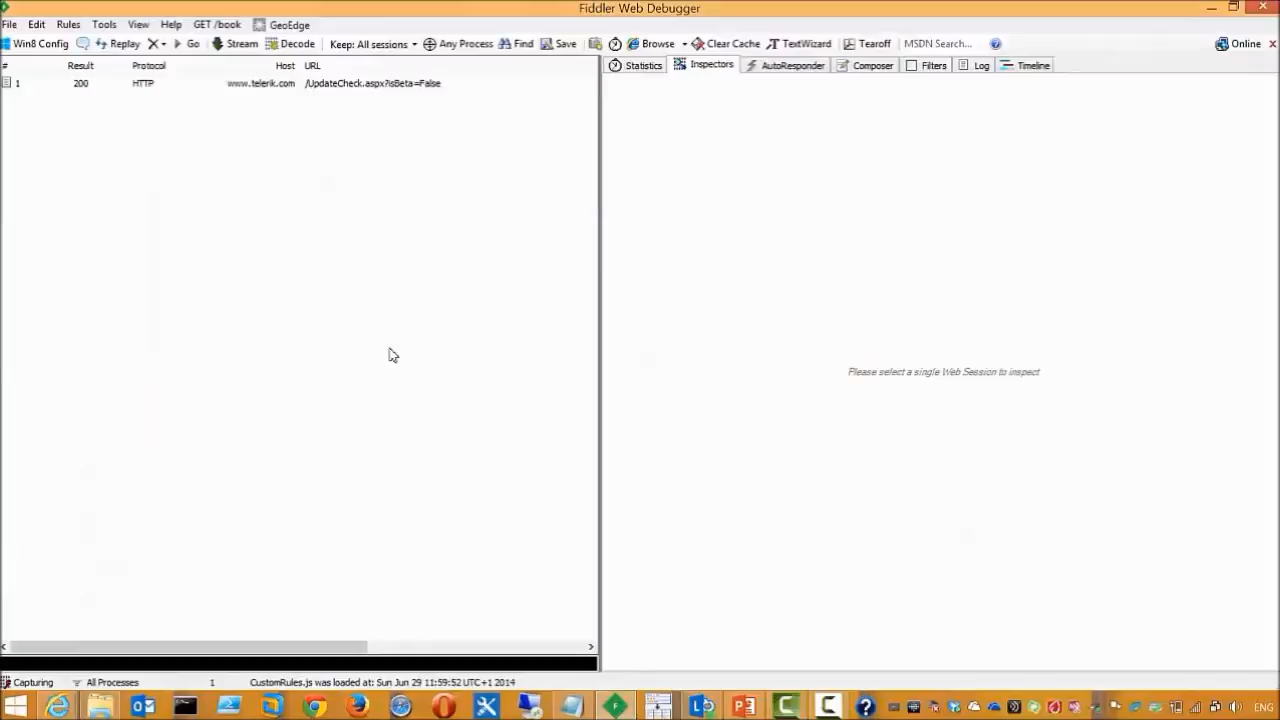 Fiddler Web Debugger
File Edit Rules Tools View Help GET /book GeoEdge
Win8 Config Replay Go Stream Decode Keep: All sessions Any Process Find Save Browse Clear Cache TextWizard Tearoff MSDN Search... Online
# Result Protocol Host URL
Statistics Inspectors AutoResponder Composer Filters Log Timeline
1 200 HTTP www.telerik.com /UpdateCheck.aspx?isBeta=False
Please select a single Web Session to inspect
Capturing All Processes 1 CustomRules.js was loaded at: Sun Jun 29 11:59:52 UTC+1 2014
ENG